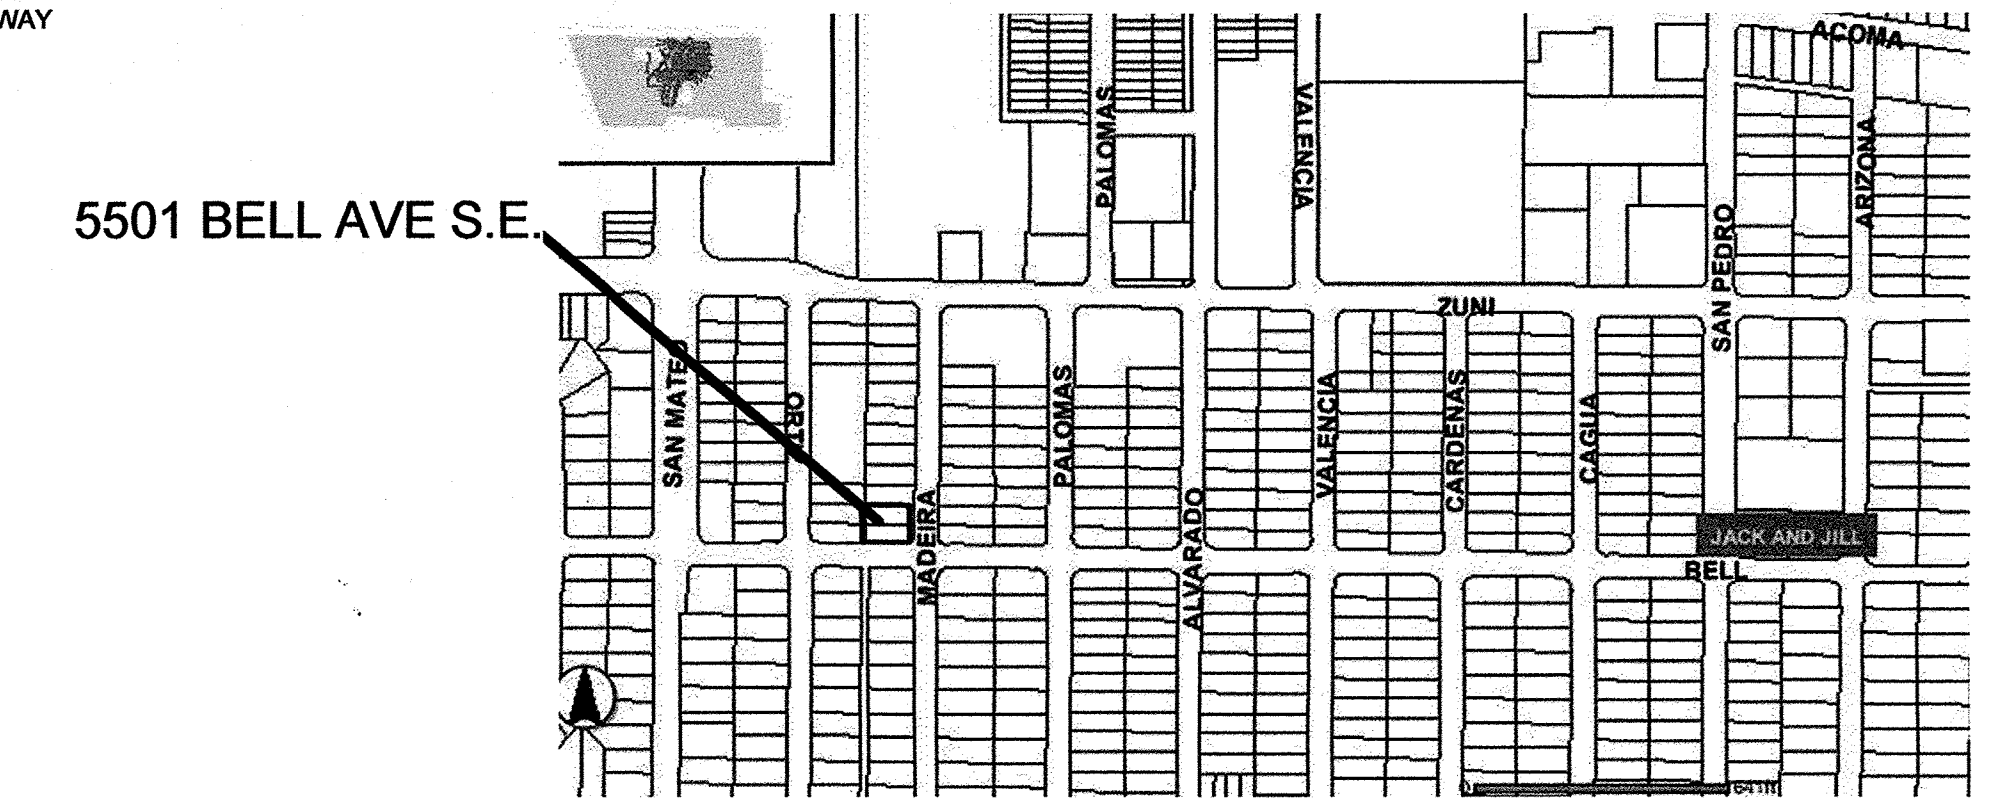 WAY
ACOMA
PALOMAS
VALENCIA
ARIZONA
5501 BELL AVE S.E.
SAN PEDRO
ZUNI
SAN MATEO
PALOMAS
VALENCIA
CARDENAS
CAGUA
MADEIRA
ALVARADO
JACK AND JILL
BELL